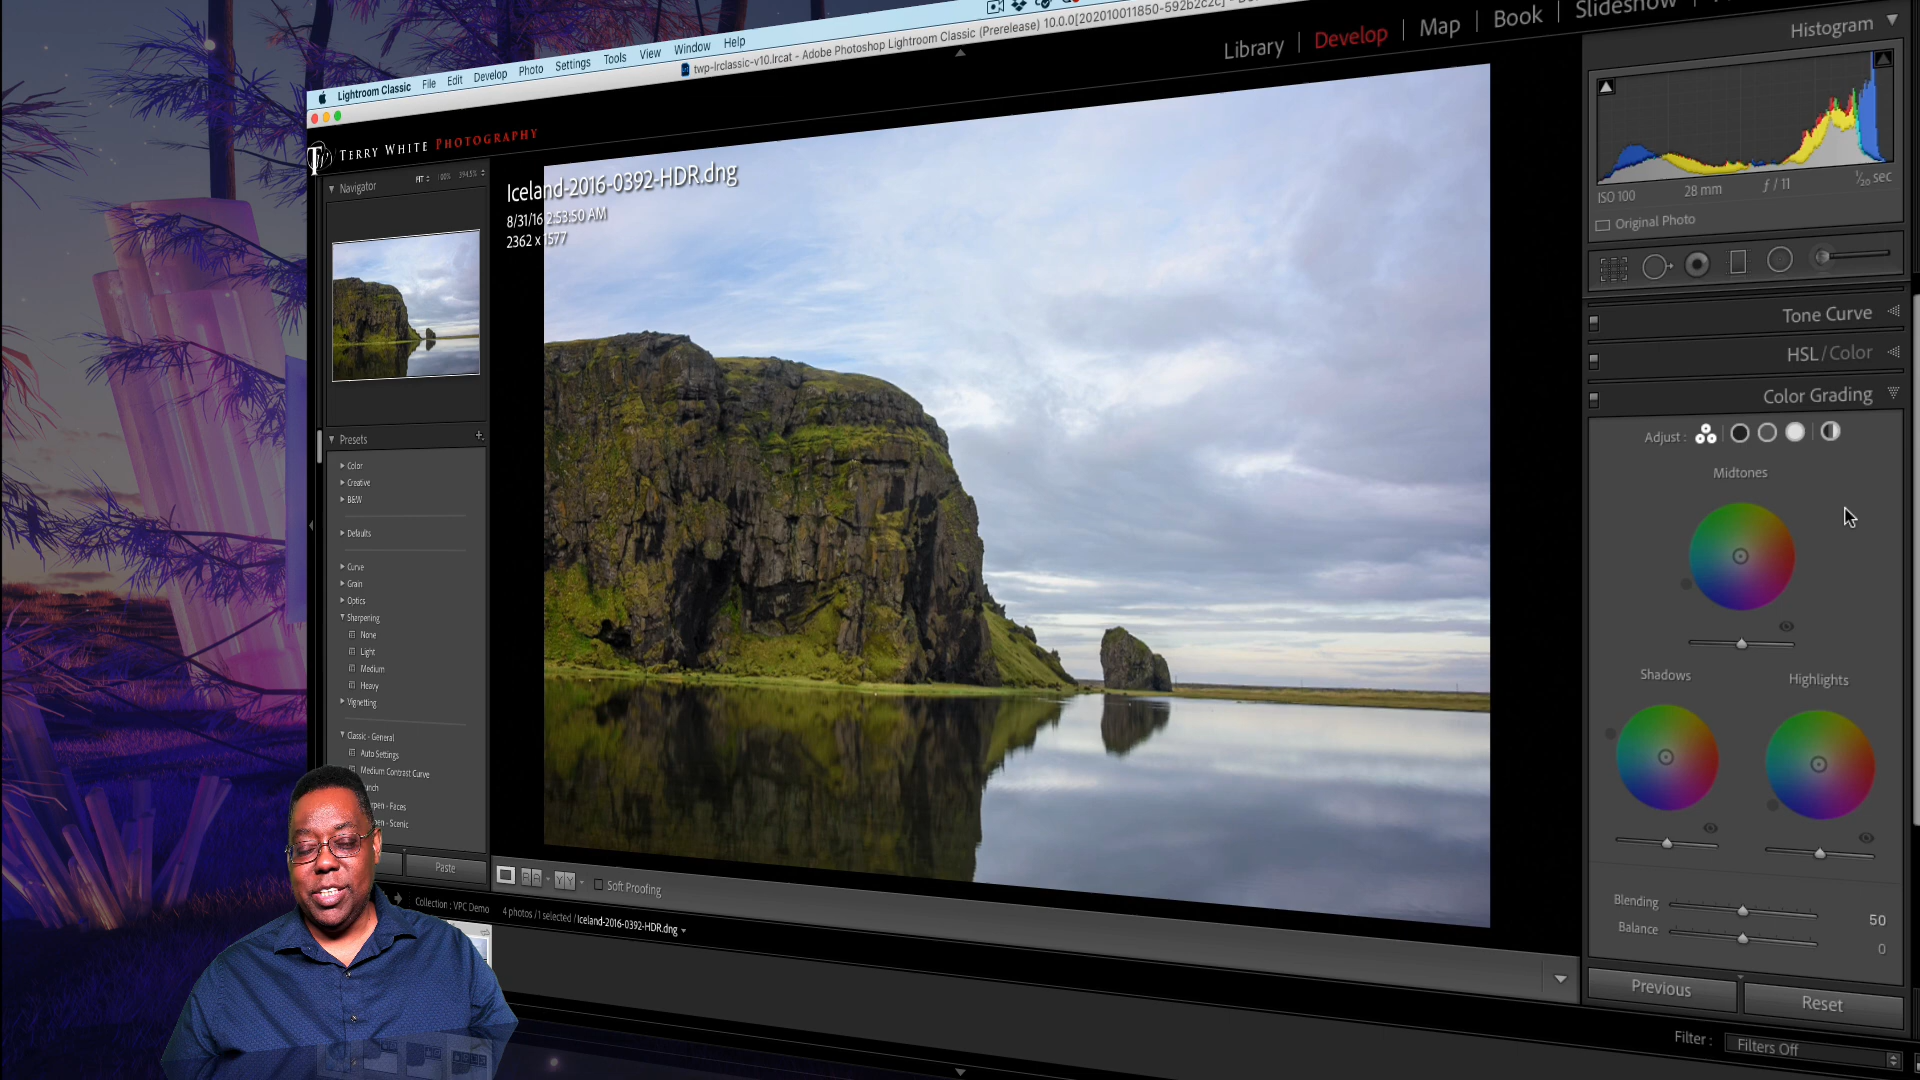 Lightroom Classic File Edit Develop Photo Settings Tools View Window Help
twp-lrclassic-v10.lrcat - Adobe Photoshop Lightroom Classic (Prerelease) 10.0.0[202010011850-592b2c2c]
TERRY WHITE PHOTOGRAPHY
Library | Develop | Map | Book | Slideshow
Navigator FIT 100%
Iceland-2016-0392-HDR.dng
8/31/16 2:53:50 AM
2362 x 1577
Presets
Color
Creative
B&W
Defaults
Curve
Grain
Optics
Sharpening
None
Light
Medium
Heavy
Vignetting
Classic - General
Auto Settings
Medium Contrast Curve
Paste
Soft Proofing
Collection : VPC Demo 4 photos /1 selected /Iceland-2016-0392-HDR.dng
Histogram
ISO 100 28 mm ƒ / 11 1/20 sec
Original Photo
Tone Curve
HSL / Color
Color Grading
Adjust :
Midtones
Shadows Highlights
Blending 50
Balance 0
Previous Reset
Filter : Filters Off